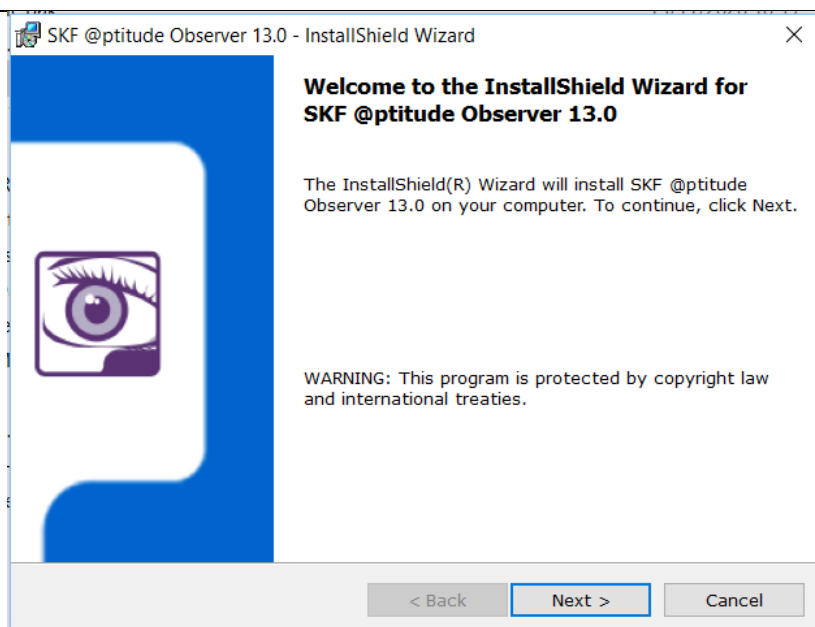 SKF @ptitude Observer 13.0 - InstallShield Wizard
Welcome to the InstallShield Wizard for
SKF @ptitude Observer 13.0
The InstallShield(R) Wizard will install SKF @ptitude
Observer 13.0 on your computer. To continue, click Next.
WARNING: This program is protected by copyright law
and international treaties.
< Back
Next >
Cancel